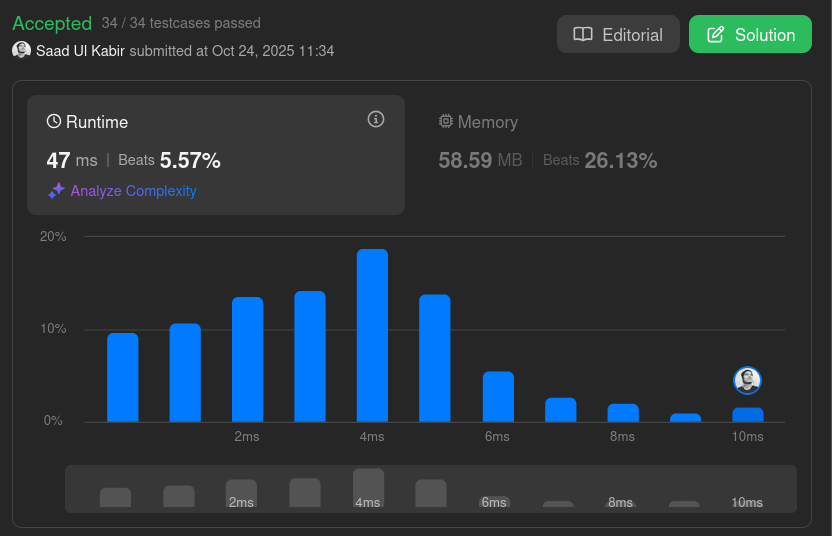 Accepted 34 / 34 testcases passed
Saad Ul Kabir submitted at Oct 24, 2025 11:34
Editorial
Solution
Runtime
47 ms | Beats 5.57%
Analyze Complexity
Memory
58.59 MB | Beats 26.13%
20%
10%
0%
2ms 4ms 6ms 8ms 10ms
2ms 4ms 6ms 8ms 10ms